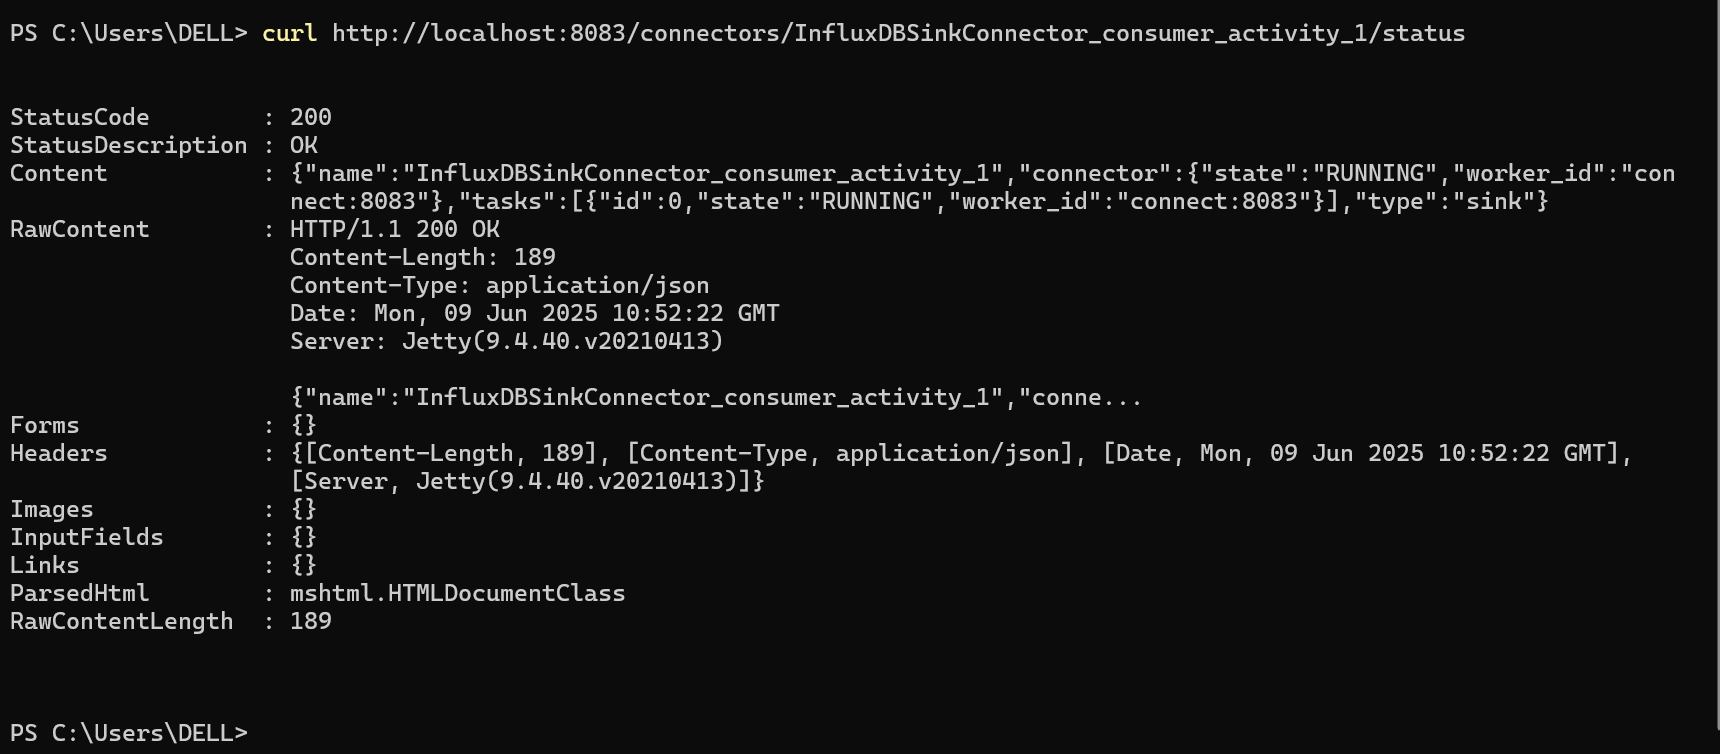 PS C:\Users\DELL> curl http://localhost:8083/connectors/InfluxDBSinkConnector_consumer_activity_1/status
StatusCode        : 200
StatusDescription : OK
Content           : {"name":"InfluxDBSinkConnector_consumer_activity_1","connector":{"state":"RUNNING","worker_id":"con
                    nect:8083"},"tasks":[{"id":0,"state":"RUNNING","worker_id":"connect:8083"}],"type":"sink"}
RawContent        : HTTP/1.1 200 OK
                    Content-Length: 189
                    Content-Type: application/json
                    Date: Mon, 09 Jun 2025 10:52:22 GMT
                    Server: Jetty(9.4.40.v20210413)
                    {"name":"InfluxDBSinkConnector_consumer_activity_1","conne...
Forms             : {}
Headers           : {[Content-Length, 189], [Content-Type, application/json], [Date, Mon, 09 Jun 2025 10:52:22 GMT],
                    [Server, Jetty(9.4.40.v20210413)]}
Images            : {}
InputFields       : {}
Links             : {}
ParsedHtml        : mshtml.HTMLDocumentClass
RawContentLength  : 189
PS C:\Users\DELL>